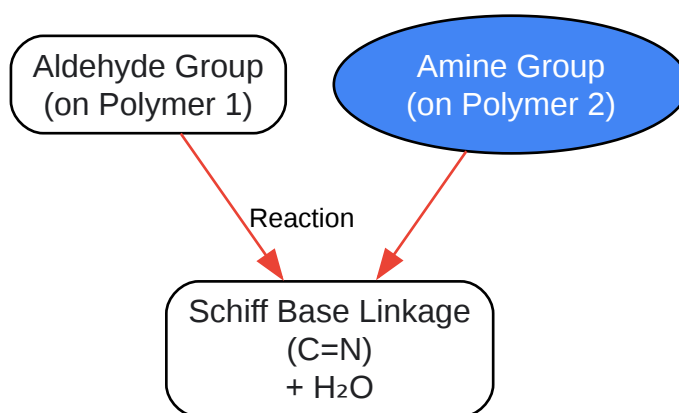 Aldehyde Group
(on Polymer 1)
Amine Group
(on Polymer 2)
Reaction
Schiff Base Linkage
(C=N)
+ H₂O